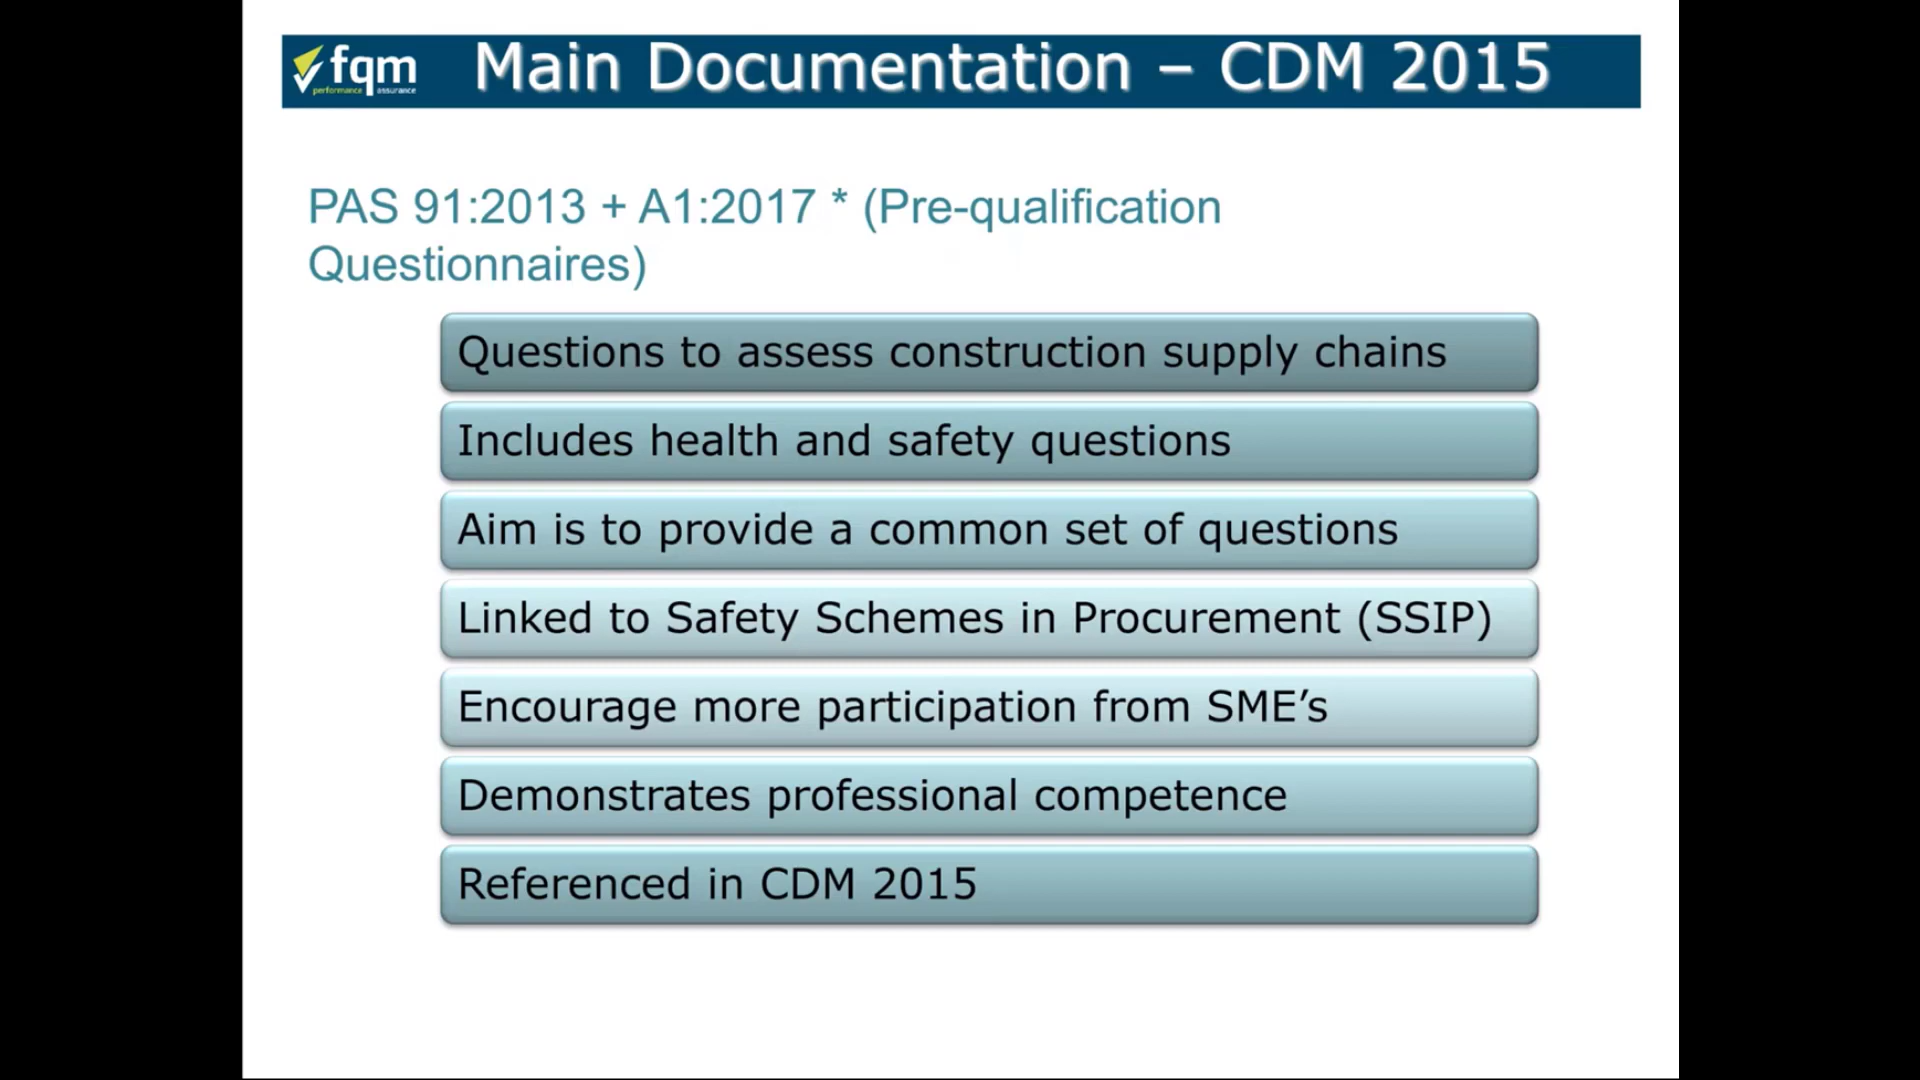 fqm
performance assurance
Main Documentation – CDM 2015
PAS 91:2013 + A1:2017 * (Pre-qualification
Questionnaires)
Questions to assess construction supply chains
Includes health and safety questions
Aim is to provide a common set of questions
Linked to Safety Schemes in Procurement (SSIP)
Encourage more participation from SME’s
Demonstrates professional competence
Referenced in CDM 2015